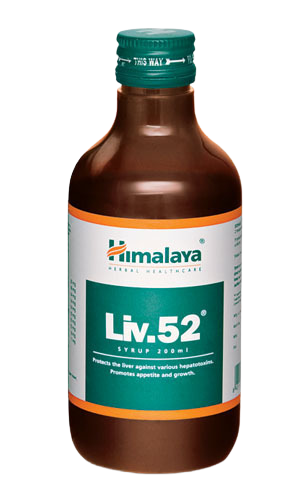 THIS WAY
Himalaya®
HERBAL HEALTHCARE
Liv.52®
SYRUP 200ml
Protects the liver against various hepatotoxins.
Promotes appetite and growth.